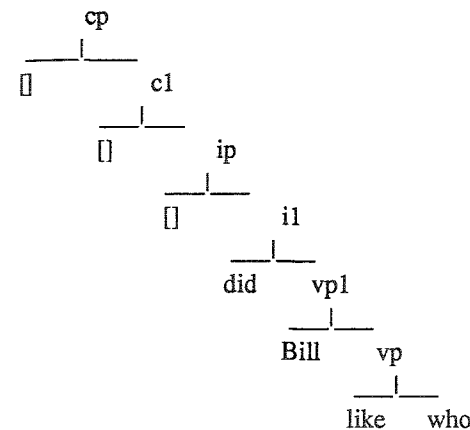 cp
[] c1
[] ip
[] i1
did vp1
Bill vp
like who